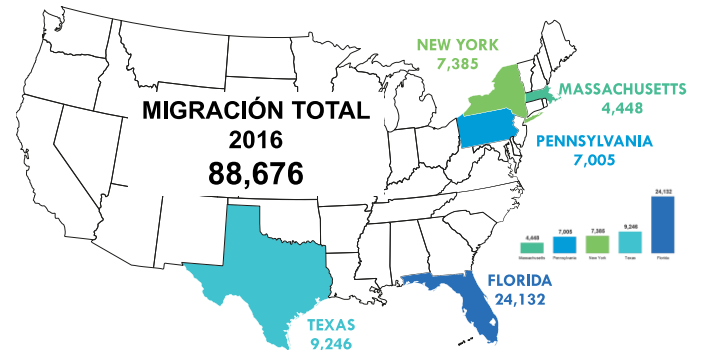 NEW YORK
7,385
MASSACHUSETTS
4,448
MIGRACIÓN TOTAL
2016
88,676
PENNSYLVANIA
7,005
24,132
9,246
7,385
7,005
4,448
Massachusetts
Pennsylvania
New York
Texas
Florida
FLORIDA
24,132
TEXAS
9,246